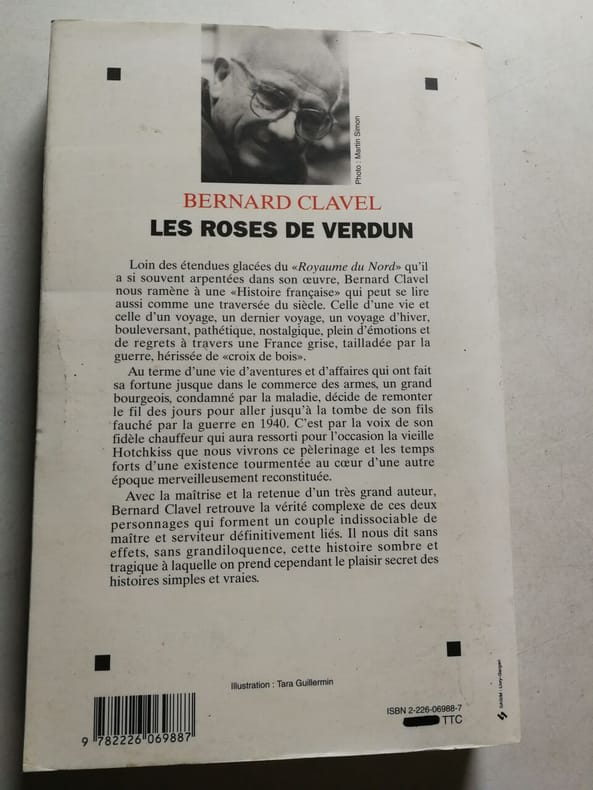 Photo : Martin Simon
BERNARD CLAVEL
LES ROSES DE VERDUN
Loin des étendues glacées du «Royaume du Nord» qu'il
a si souvent arpentées dans son œuvre, Bernard Clavel
nous ramène à une «Histoire française» qui peut se lire
aussi comme une traversée du siècle. Celle d'une vie et
celle d'un voyage, un dernier voyage, un voyage d'hiver,
bouleversant, pathétique, nostalgique, plein d'émotions et
de regrets à travers une France grise, tailladée par la
guerre, hérissée de «croix de bois».
Au terme d'une vie d'aventures et d'affaires qui ont fait
sa fortune jusque dans le commerce des armes, un grand
bourgeois, condamné par la maladie, décide de remonter
le fil des jours pour aller jusqu'à la tombe de son fils
fauché par la guerre en 1940. C'est par la voix de son
fidèle chauffeur qui aura ressorti pour l'occasion la vieille
Hotchkiss que nous vivrons ce pèlerinage et les temps
forts d'une existence tourmentée au cœur d'une autre
époque merveilleusement reconstituée.
Avec la maîtrise et la retenue d'un très grand auteur,
Bernard Clavel retrouve la vérité complexe de ces deux
personnages qui forment un couple indissociable de
maître et serviteur définitivement liés. Il nous dit sans
effets, sans grandiloquence, cette histoire sombre et
tragique à laquelle on prend cependant le plaisir secret des
histoires simples et vraies.
Illustration : Tara Guillermin
ISBN 2-226-06988-7
TTC
9 782226 069887